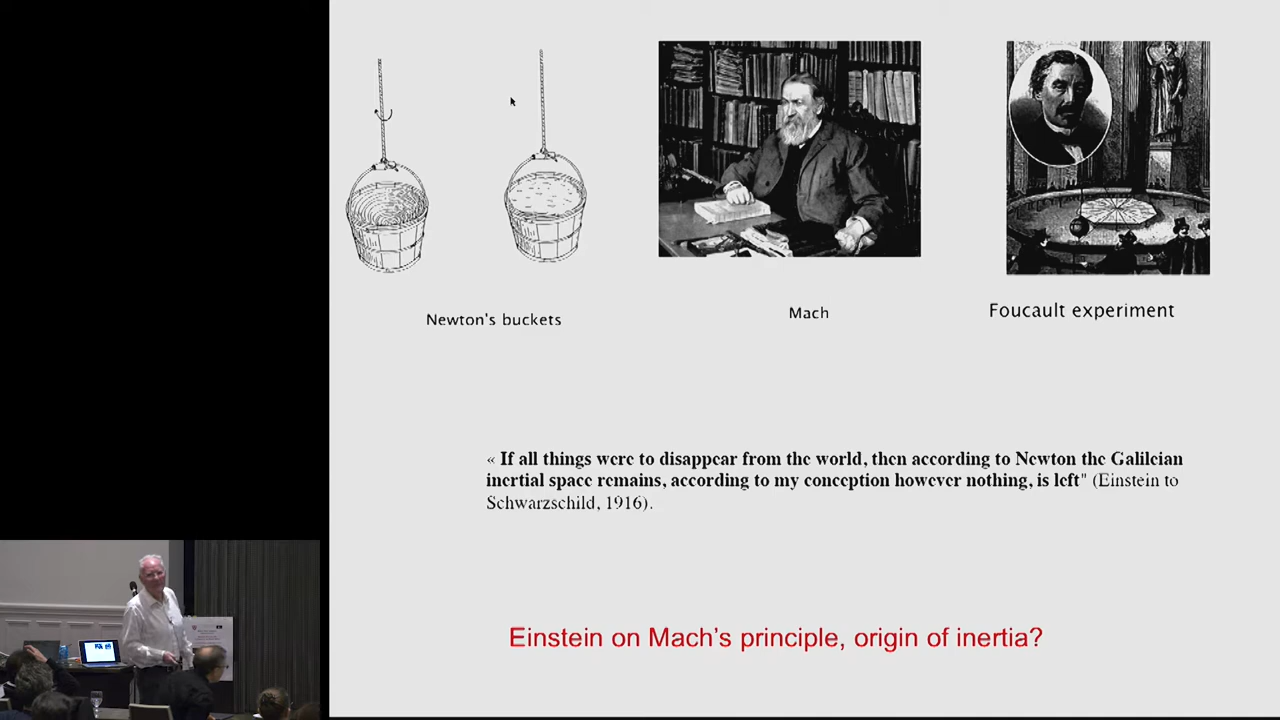 Newton's buckets
Mach
Foucault experiment
« If all things were to disappear from the world, then according to Newton the Galileian
inertial space remains, according to my conception however nothing, is left" (Einstein to
Schwarzschild, 1916).
Einstein on Mach's principle, origin of inertia?